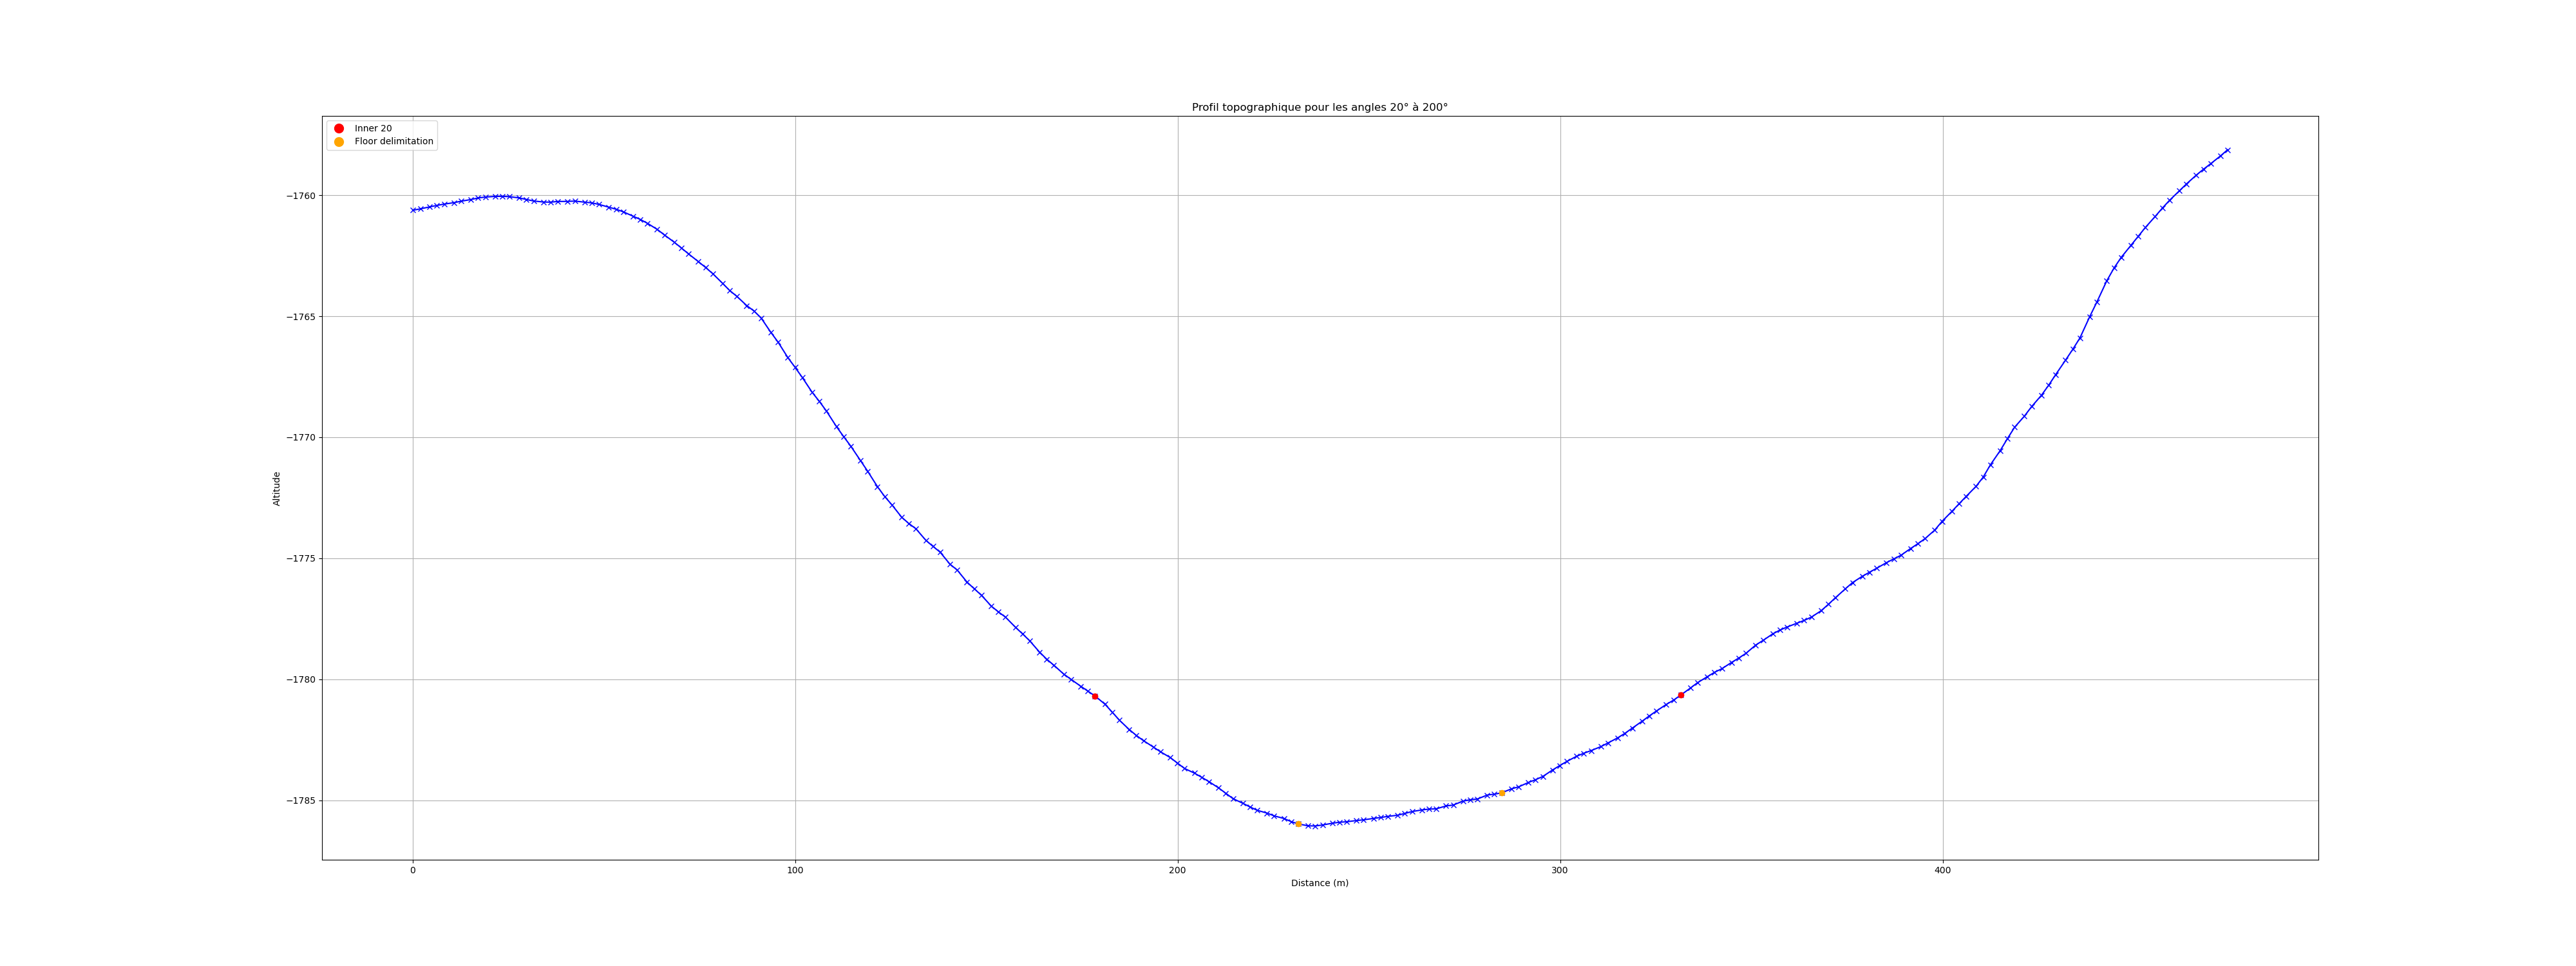 Profil topographique pour les angles 20° à 200°
Inner 20
Floor delimitation
−1760
−1765
−1770
−1775
−1780
−1785
Altitude
0
100
200
300
400
Distance (m)